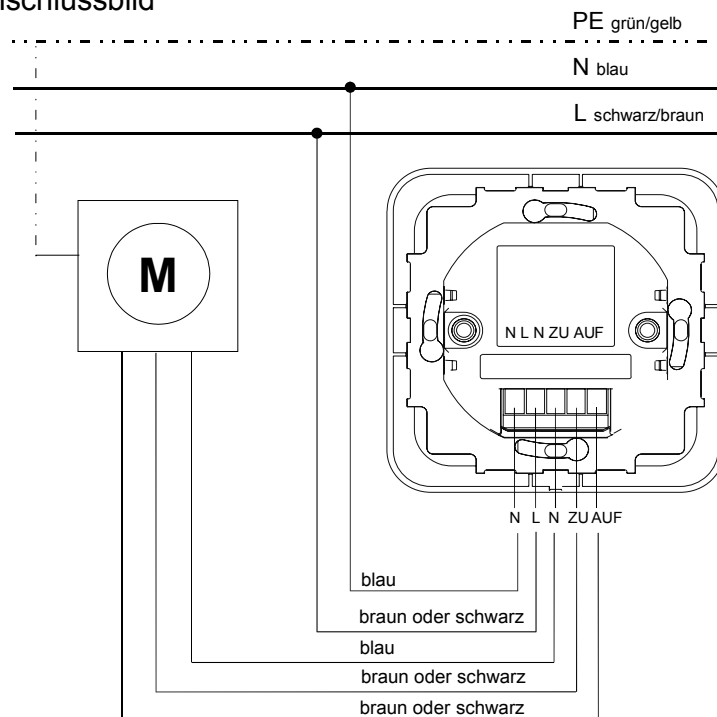 schlussbild
PE grün/gelb
N blau
L schwarz/braun
M
N L N ZU AUF
N L N ZU AUF
blau
braun oder schwarz
blau
braun oder schwarz
braun oder schwarz